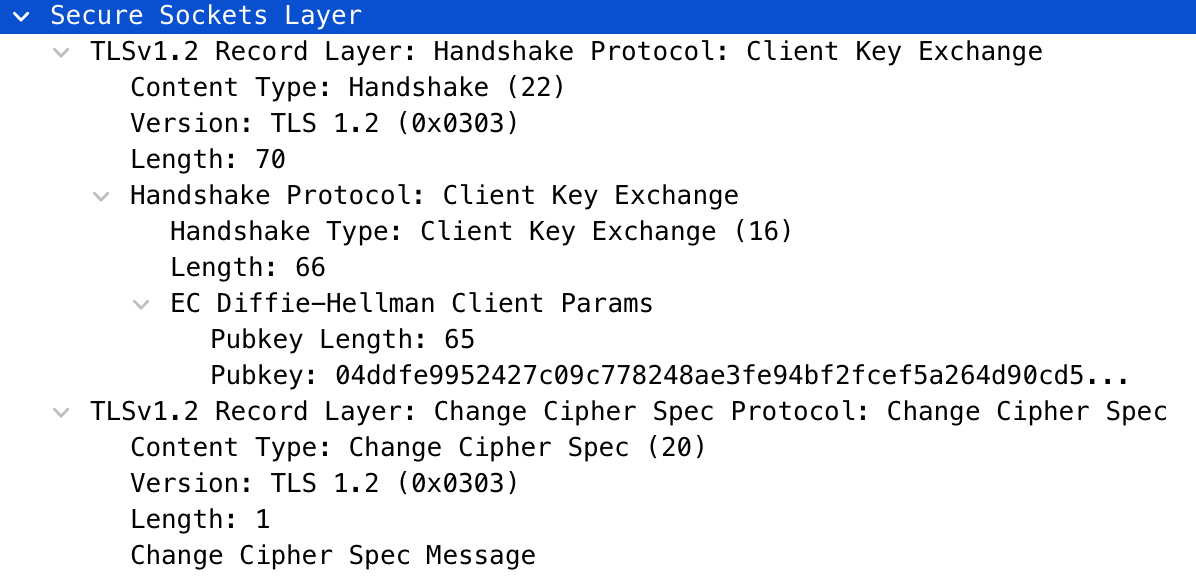 Secure Sockets Layer
TLSv1.2 Record Layer: Handshake Protocol: Client Key Exchange
Content Type: Handshake (22)
Version: TLS 1.2 (0x0303)
Length: 70
Handshake Protocol: Client Key Exchange
Handshake Type: Client Key Exchange (16)
Length: 66
EC Diffie-Hellman Client Params
Pubkey Length: 65
Pubkey: 04ddfe9952427c09c778248ae3fe94bf2fcef5a264d90cd5...
TLSv1.2 Record Layer: Change Cipher Spec Protocol: Change Cipher Spec
Content Type: Change Cipher Spec (20)
Version: TLS 1.2 (0x0303)
Length: 1
Change Cipher Spec Message